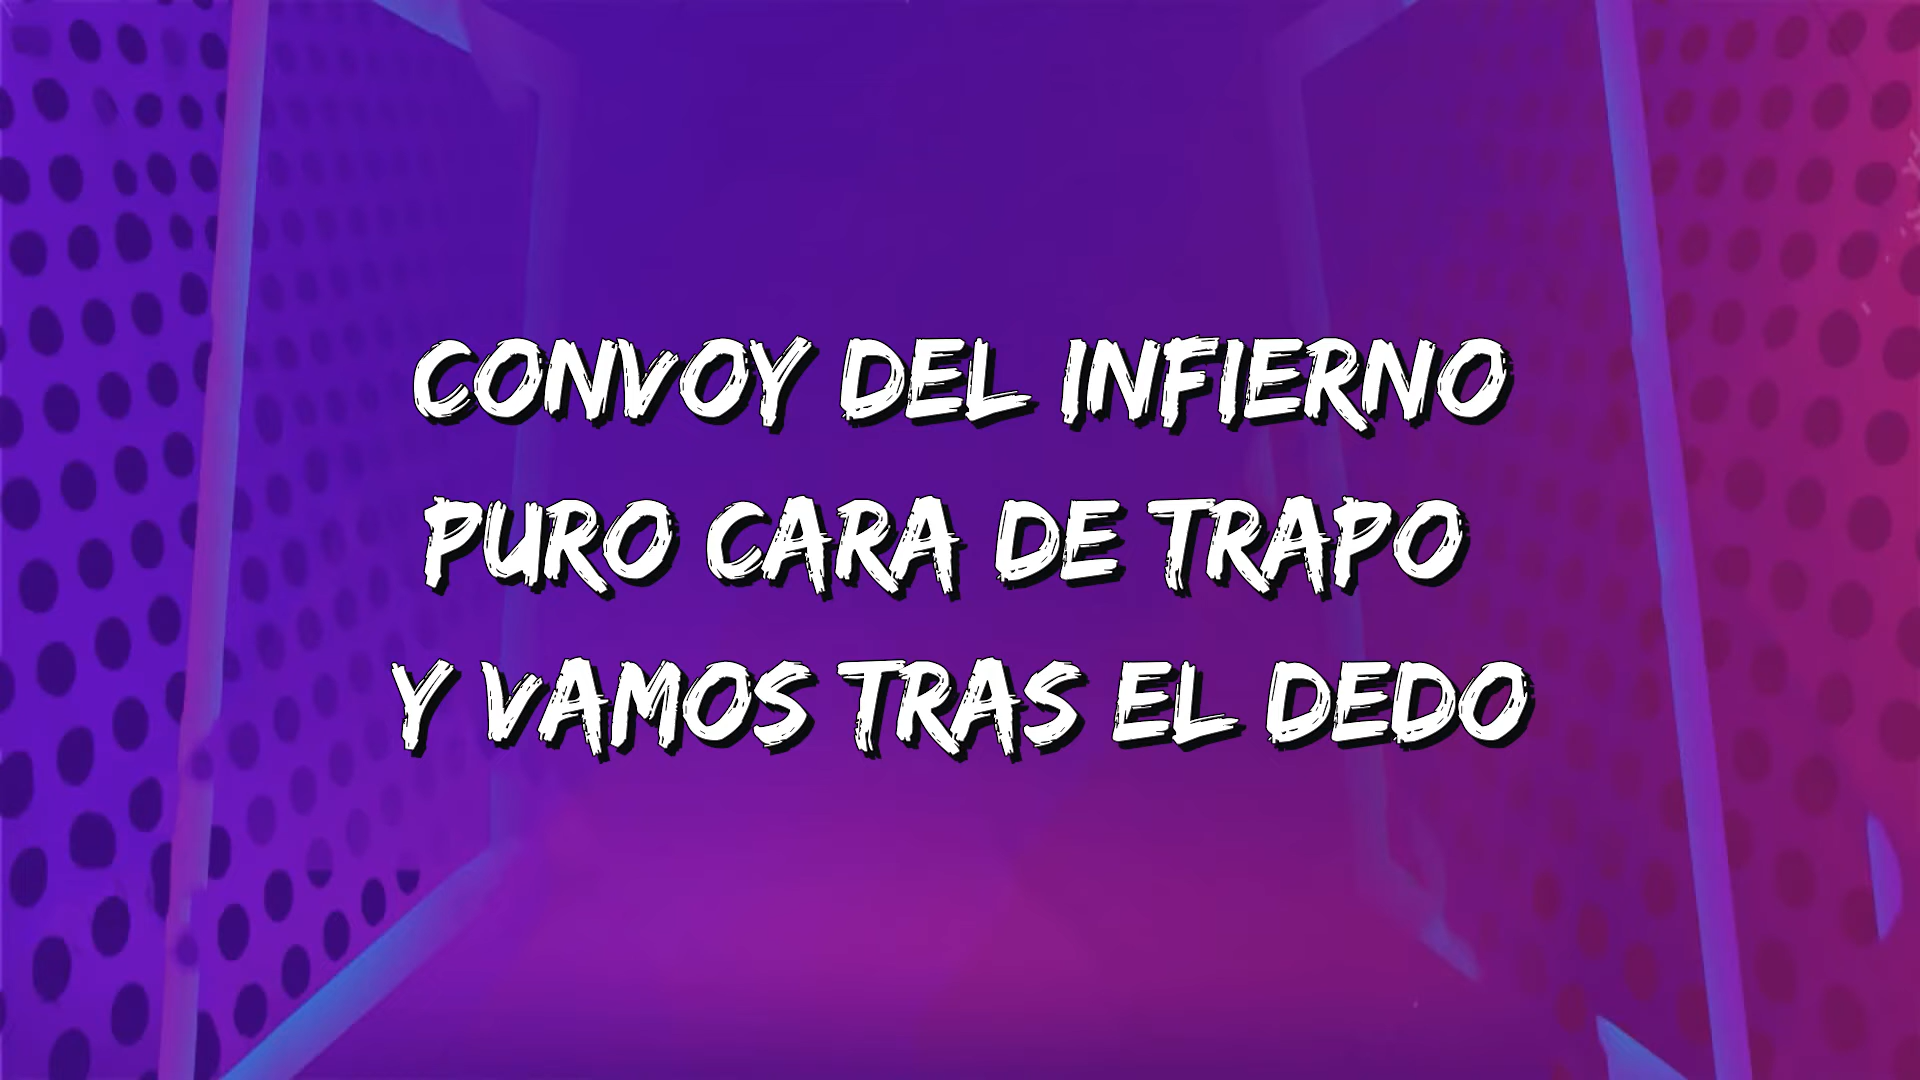 CONVOY DEL INFIERNO
PURO CARA DE TRAPO
Y VAMOS TRAS EL DEDO